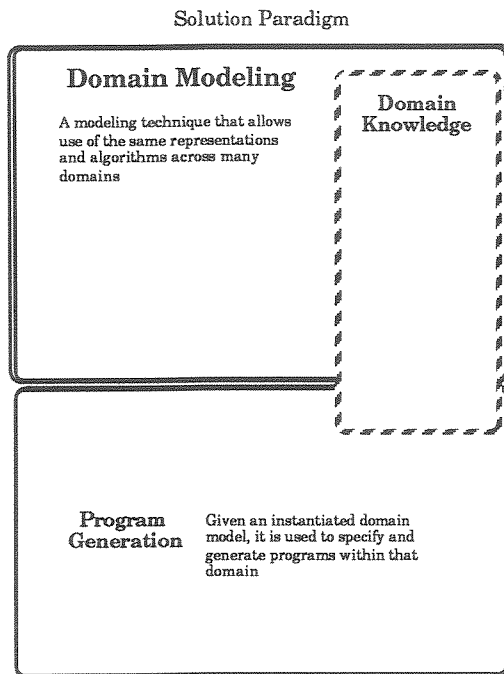 Solution Paradigm
Domain Modeling
A modeling technique that allows
use of the same representations
and algorithms across many
domains
Domain
Knowledge
Program
Generation
Given an instantiated domain
model, it is used to specify and
generate programs within that
domain